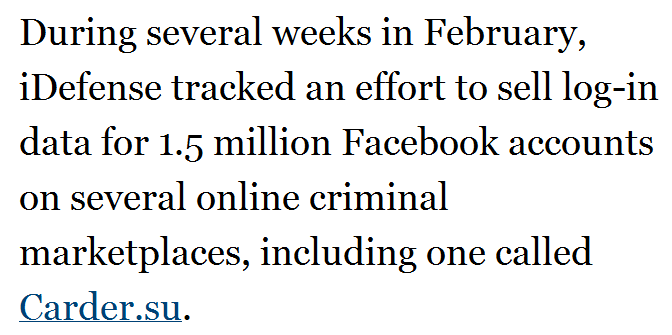 During several weeks in February,
iDefense tracked an effort to sell log-in
data for 1.5 million Facebook accounts
on several online criminal
marketplaces, including one called
Carder.su.